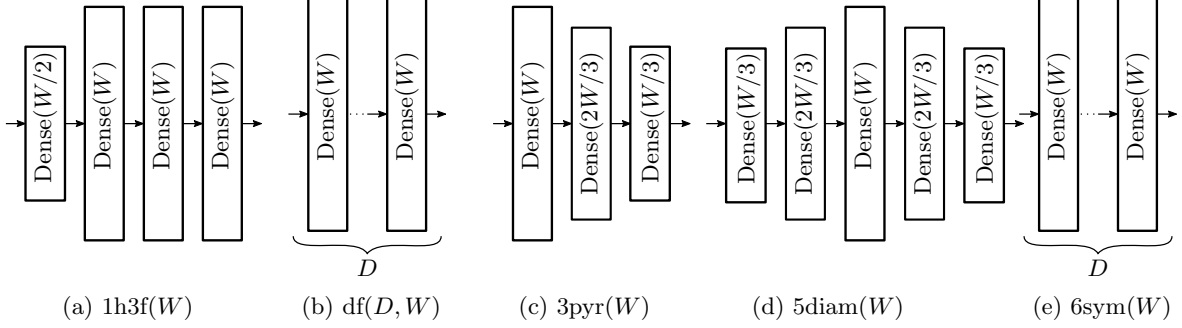 Dense(W/2)
Dense(W)
Dense(W)
Dense(W)
(a) 1h3f(W)
Dense(W)
...
Dense(W)
D
(b) df(D, W)
Dense(W)
Dense(2W/3)
Dense(W/3)
(c) 3pyr(W)
Dense(W/3)
Dense(2W/3)
Dense(W)
Dense(2W/3)
Dense(W/3)
(d) 5diam(W)
Dense(W)
...
Dense(W)
D
(e) 6sym(W)